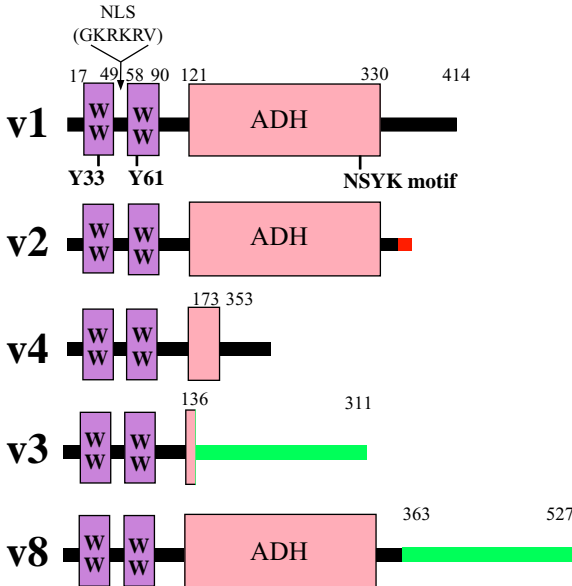 NLS
(GKRKRV)
17 49 58 90 121 330 414
v1 WW WW ADH
Y33 Y61 NSYK motif
v2 WW WW ADH
173 353
v4 WW WW
136 311
v3 WW WW
363 527
v8 WW WW ADH